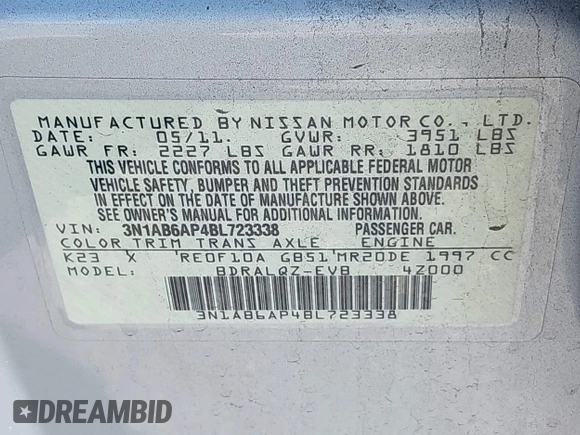 MANUFACTURED BY NISSAN MOTOR CO., LTD.
DATE: 05/11 GVWR: 3951 LBS
GAWR FR: 2227 LBS GAWR RR: 1810 LBS
THIS VEHICLE CONFORMS TO ALL APPLICABLE FEDERAL MOTOR
VEHICLE SAFETY, BUMPER AND THEFT PREVENTION STANDARDS
IN EFFECT ON THE DATE OF MANUFACTURE SHOWN ABOVE.
SEE OWNER'S MANUAL FOR ADDITIONAL INFORMATION.
VIN: 3N1AB6AP4BL723338 PASSENGER CAR.
COLOR TRIM TRANS AXLE ENGINE
K23 X RE0F10A GB51 MR20DE 1997 CC
MODEL: BDRALQZ-EVB 4Z000
3N1AB6AP4BL723338
DREAMBID